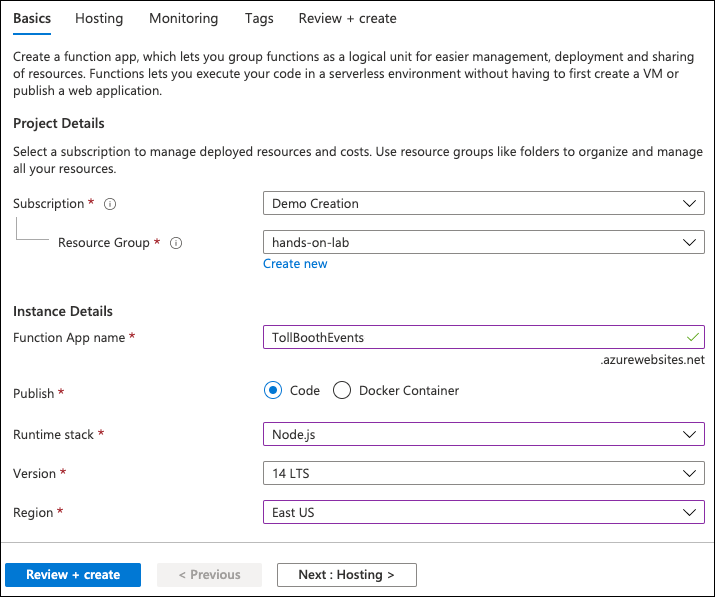 Basics Hosting Monitoring Tags Review + create
Create a function app, which lets you group functions as a logical unit for easier management, deployment and sharing
of resources. Functions lets you execute your code in a serverless environment without having to first create a VM or
publish a web application.
Project Details
Select a subscription to manage deployed resources and costs. Use resource groups like folders to organize and manage
all your resources.
Subscription * Demo Creation
Resource Group * hands-on-lab
Create new
Instance Details
Function App name * TollBoothEvents
.azurewebsites.net
Publish * Code Docker Container
Runtime stack * Node.js
Version * 14 LTS
Region * East US
Review + create < Previous Next : Hosting >